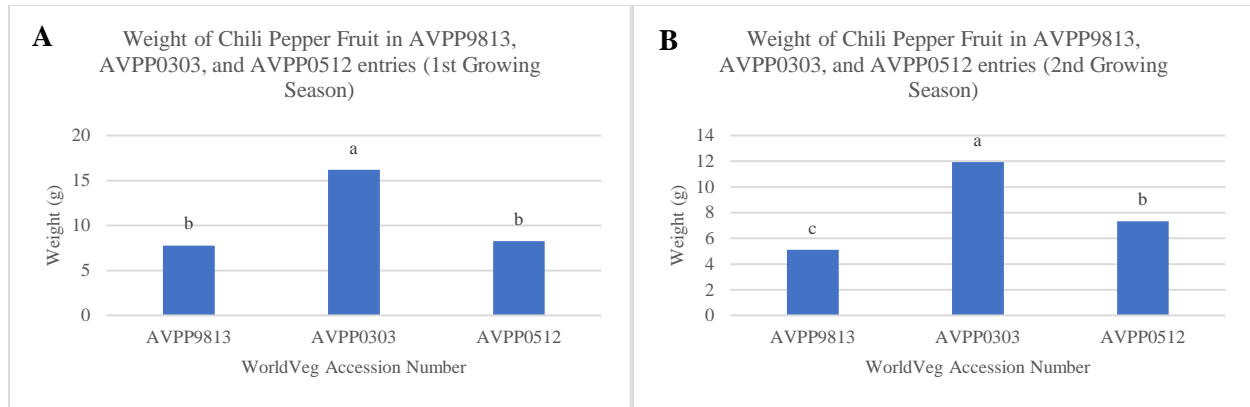 A
Weight of Chili Pepper Fruit in AVPP9813,
AVPP0303, and AVPP0512 entries (1st Growing
Season)
20
15
10
5
0
Weight (g)
b
a
b
AVPP9813
AVPP0303
AVPP0512
WorldVeg Accession Number
B
Weight of Chili Pepper Fruit in AVPP9813,
AVPP0303, and AVPP0512 entries (2nd Growing
Season)
14
12
10
8
6
4
2
0
Weight (g)
c
a
b
AVPP9813
AVPP0303
AVPP0512
WorldVeg Accession Number